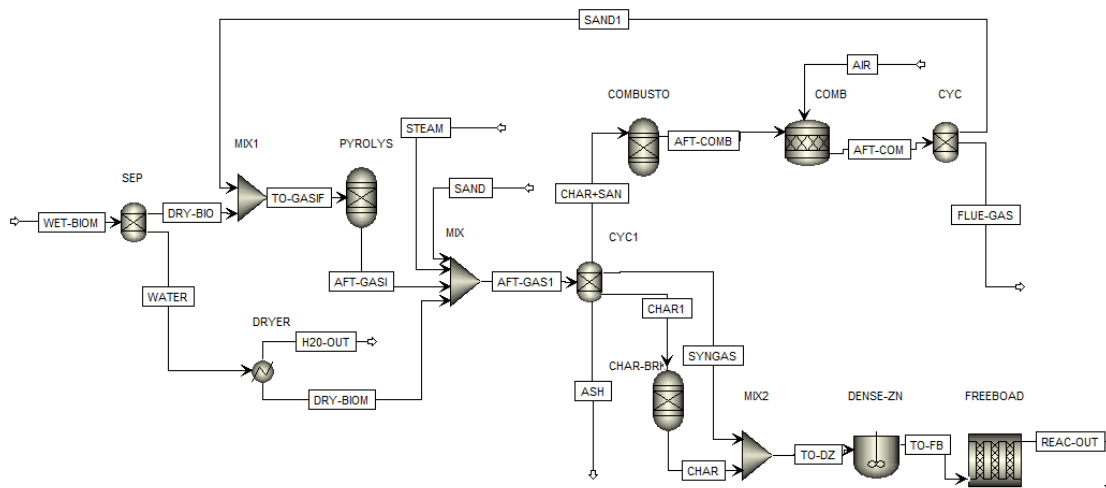 SAND1
AIR
COMBUSTO
COMB
CYC
STEAM
MIX1
PYROLYS
AFT-COMB
AFT-COM
SEP
SAND
CHAR+SAN
TO-GASIF
DRY-BIO
WET-BIOM
FLUE-GAS
MIX
CYC1
AFT-GASI
AFT-GAS1
WATER
CHAR1
DRYER
H20-OUT
SYNGAS
CHAR-BRK
ASH
DRY-BIOM
MIX2
DENSE-ZN
FREEBOAD
REAC-OUT
TO-FB
TO-DZ
CHAR